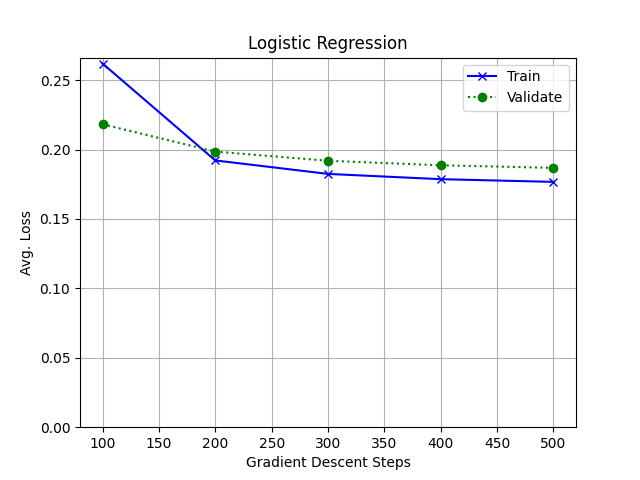 Logistic Regression
Train
Validate
0.25
0.20
0.15
0.10
0.05
0.00
Avg. Loss
100 150 200 250 300 350 400 450 500
Gradient Descent Steps